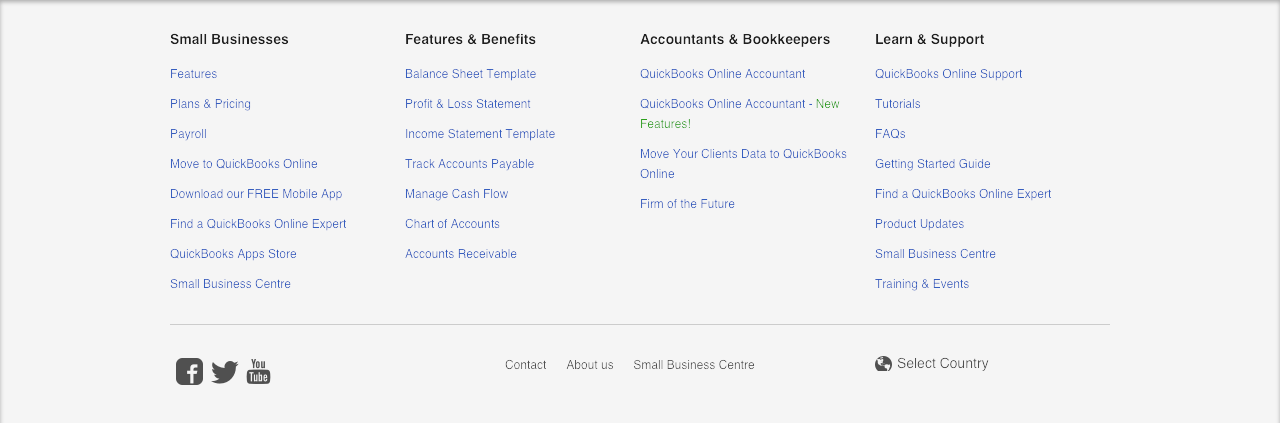 Small Businesses
Features
Plans & Pricing
Payroll
Move to QuickBooks Online
Download our FREE Mobile App
Find a QuickBooks Online Expert
QuickBooks Apps Store
Small Business Centre
Features & Benefits
Balance Sheet Template
Profit & Loss Statement
Income Statement Template
Track Accounts Payable
Manage Cash Flow
Chart of Accounts
Accounts Receivable
Accountants & Bookkeepers
QuickBooks Online Accountant
QuickBooks Online Accountant - New
Features!
Move Your Clients Data to QuickBooks
Online
Firm of the Future
Learn & Support
QuickBooks Online Support
Tutorials
FAQs
Getting Started Guide
Find a QuickBooks Online Expert
Product Updates
Small Business Centre
Training & Events
You
Tube
Contact About us Small Business Centre
Select Country